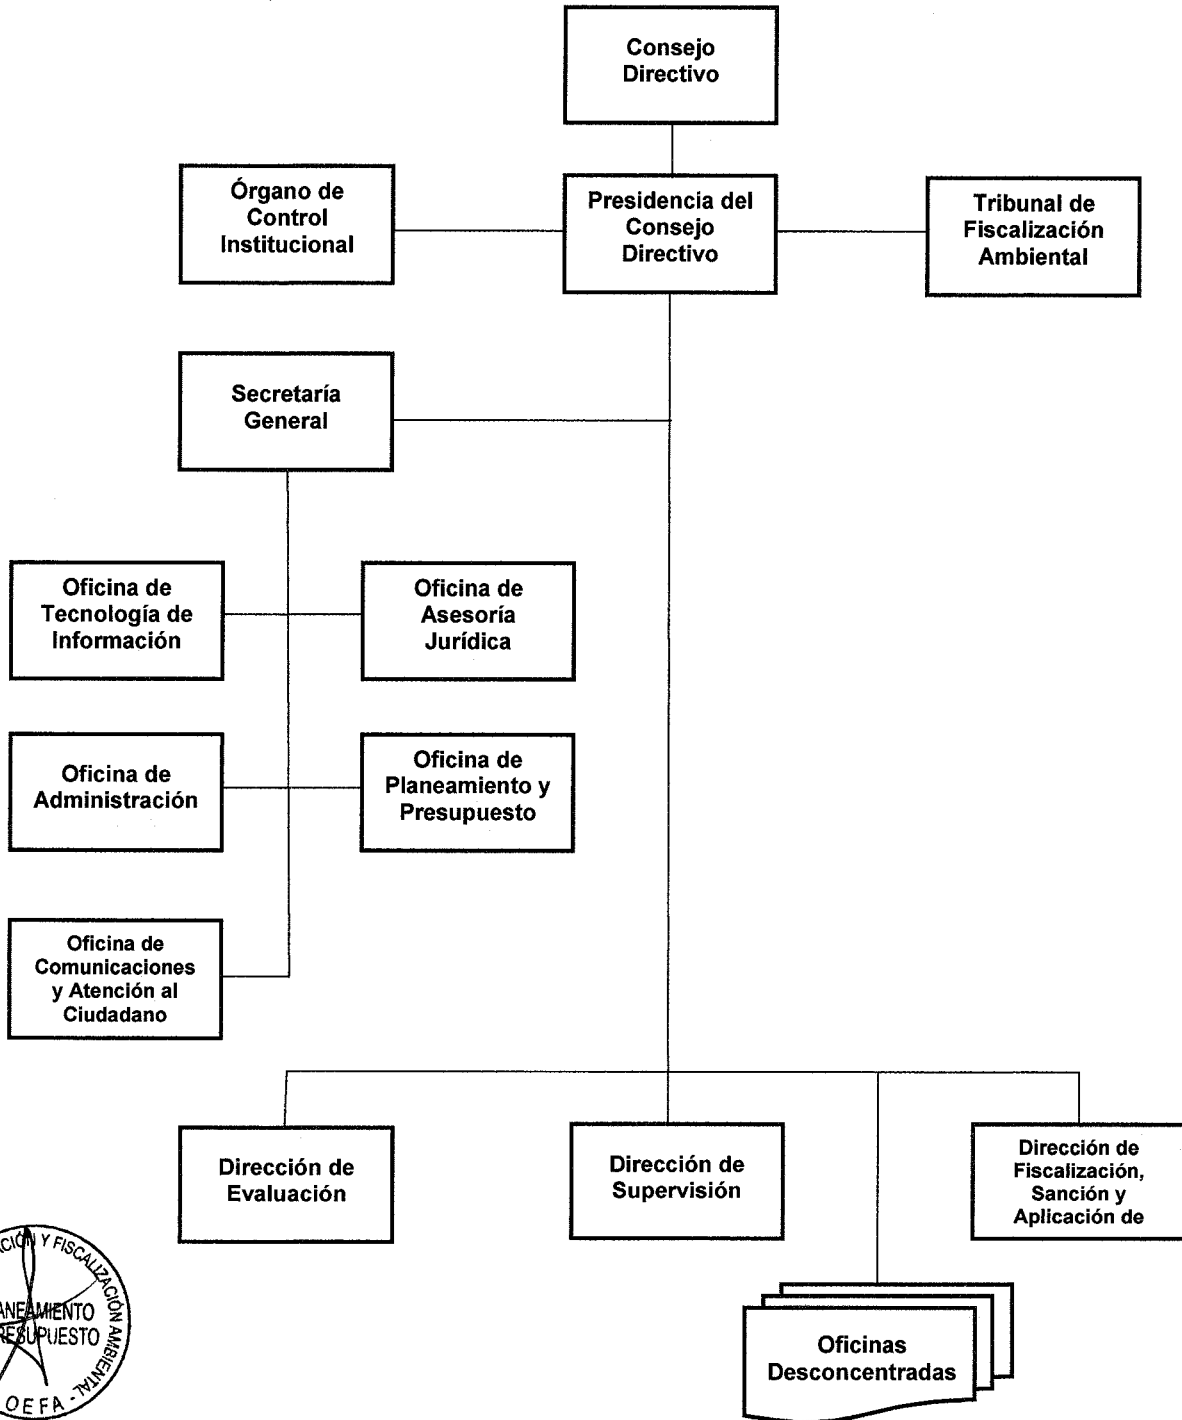 Consejo
Directivo
Órgano de
Control
Institucional
Presidencia del
Consejo
Directivo
Tribunal de
Fiscalización
Ambiental
Secretaría
General
Oficina de
Tecnología de
Información
Oficina de
Asesoría
Jurídica
Oficina de
Administración
Oficina de
Planeamiento y
Presupuesto
Oficina de
Comunicaciones
y Atención al
Ciudadano
Dirección de
Evaluación
Dirección de
Supervisión
Dirección de
Fiscalización,
Sanción y
Aplicación de
Oficinas
Desconcentradas
Y FISCALIZACIÓN AMBIENTAL -
OEFA